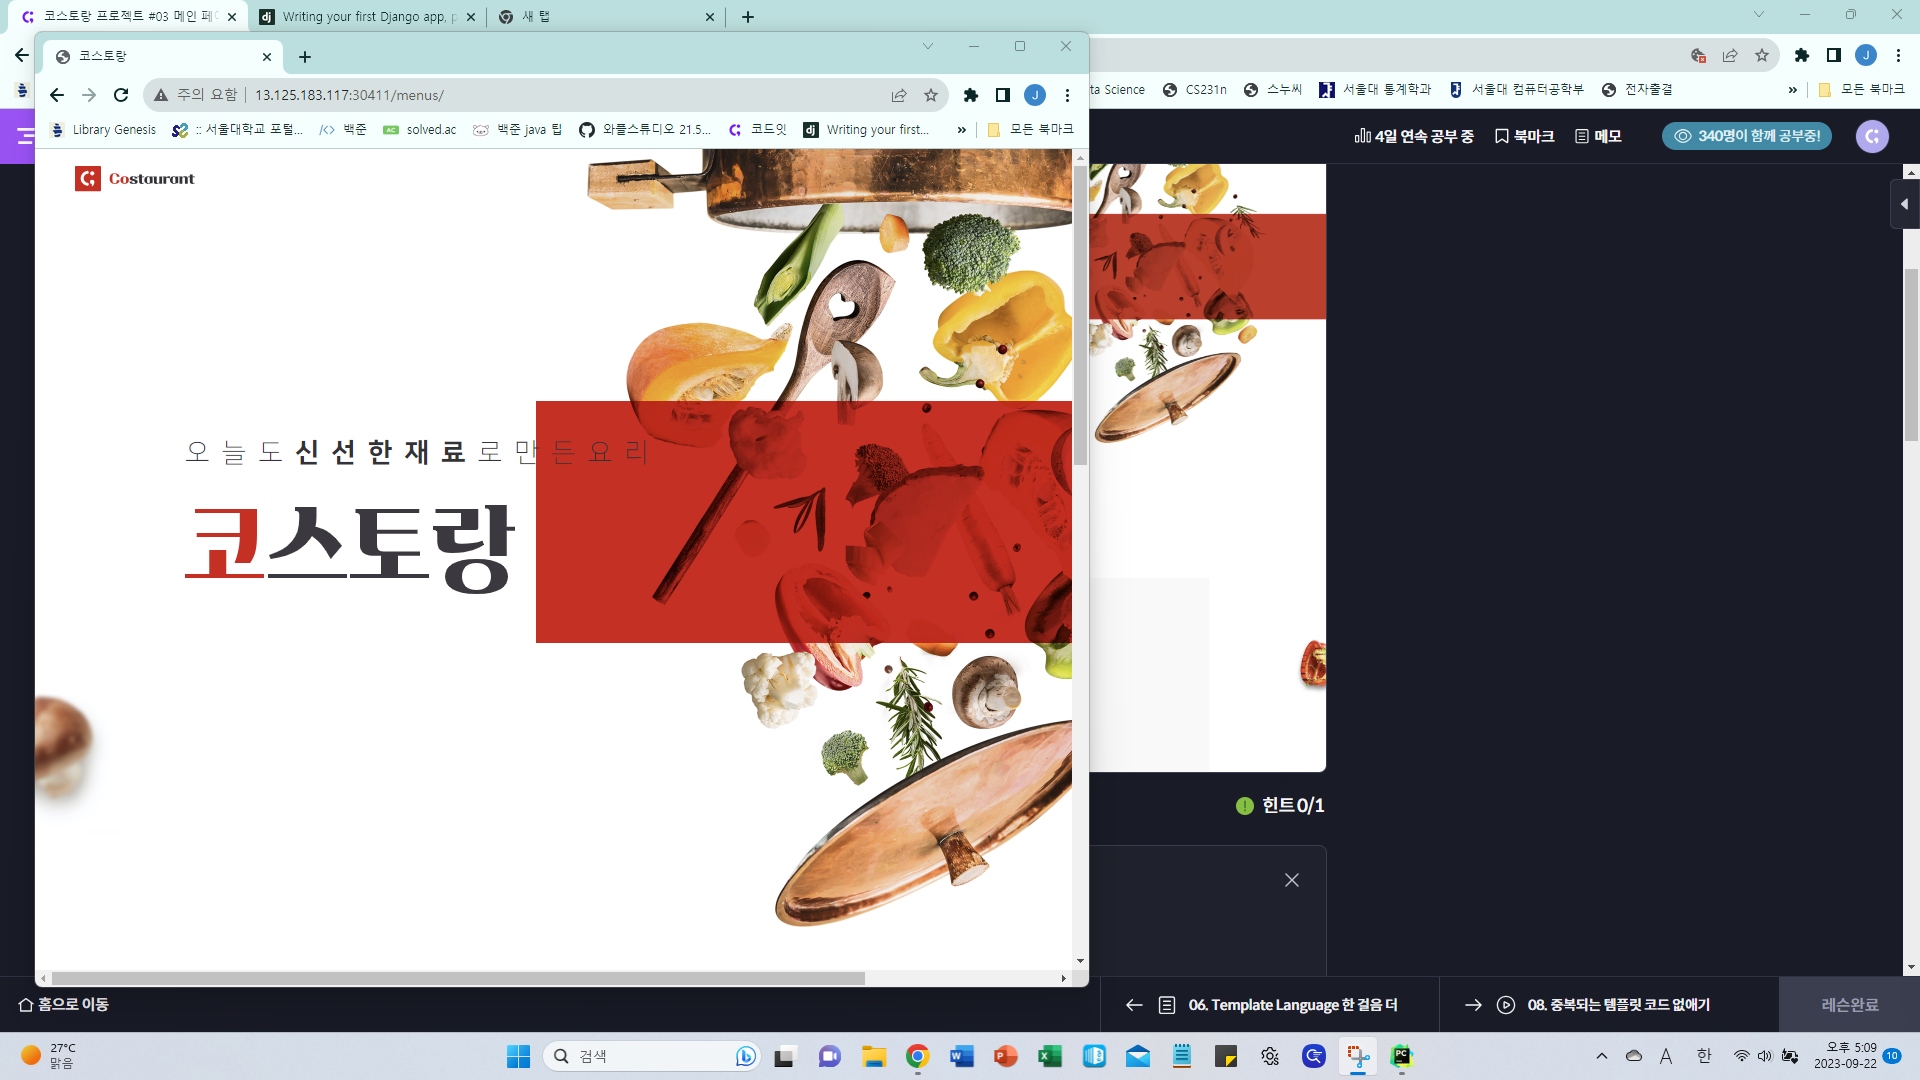 코스토랑 프로젝트 #03 메인 페이
Writing your first Django app, p
새 탭
코스토랑
주의 요함
13.125.183.117:30411/menus/
Library Genesis
:: 서울대학교 포털...
백준
solved.ac
백준 java 팁
와플스튜디오 21.5...
코드잇
Writing your first...
»
모든 북마크
ta Science
CS231n
스누씨
서울대 통계학과
서울대 컴퓨터공학부
전자출결
»
모든 북마크
4일 연속 공부 중
북마크
메모
340명이 함께 공부중!
Costaurant
오늘도 신선한재료로 만든요리
코스토랑
힌트 0/1
홈으로 이동
06. Template Language 한 걸음 더
08. 중복되는 템플릿 코드 없애기
레슨완료
27°C
맑음
검색
A
한
오후 5:09
2023-09-22
10